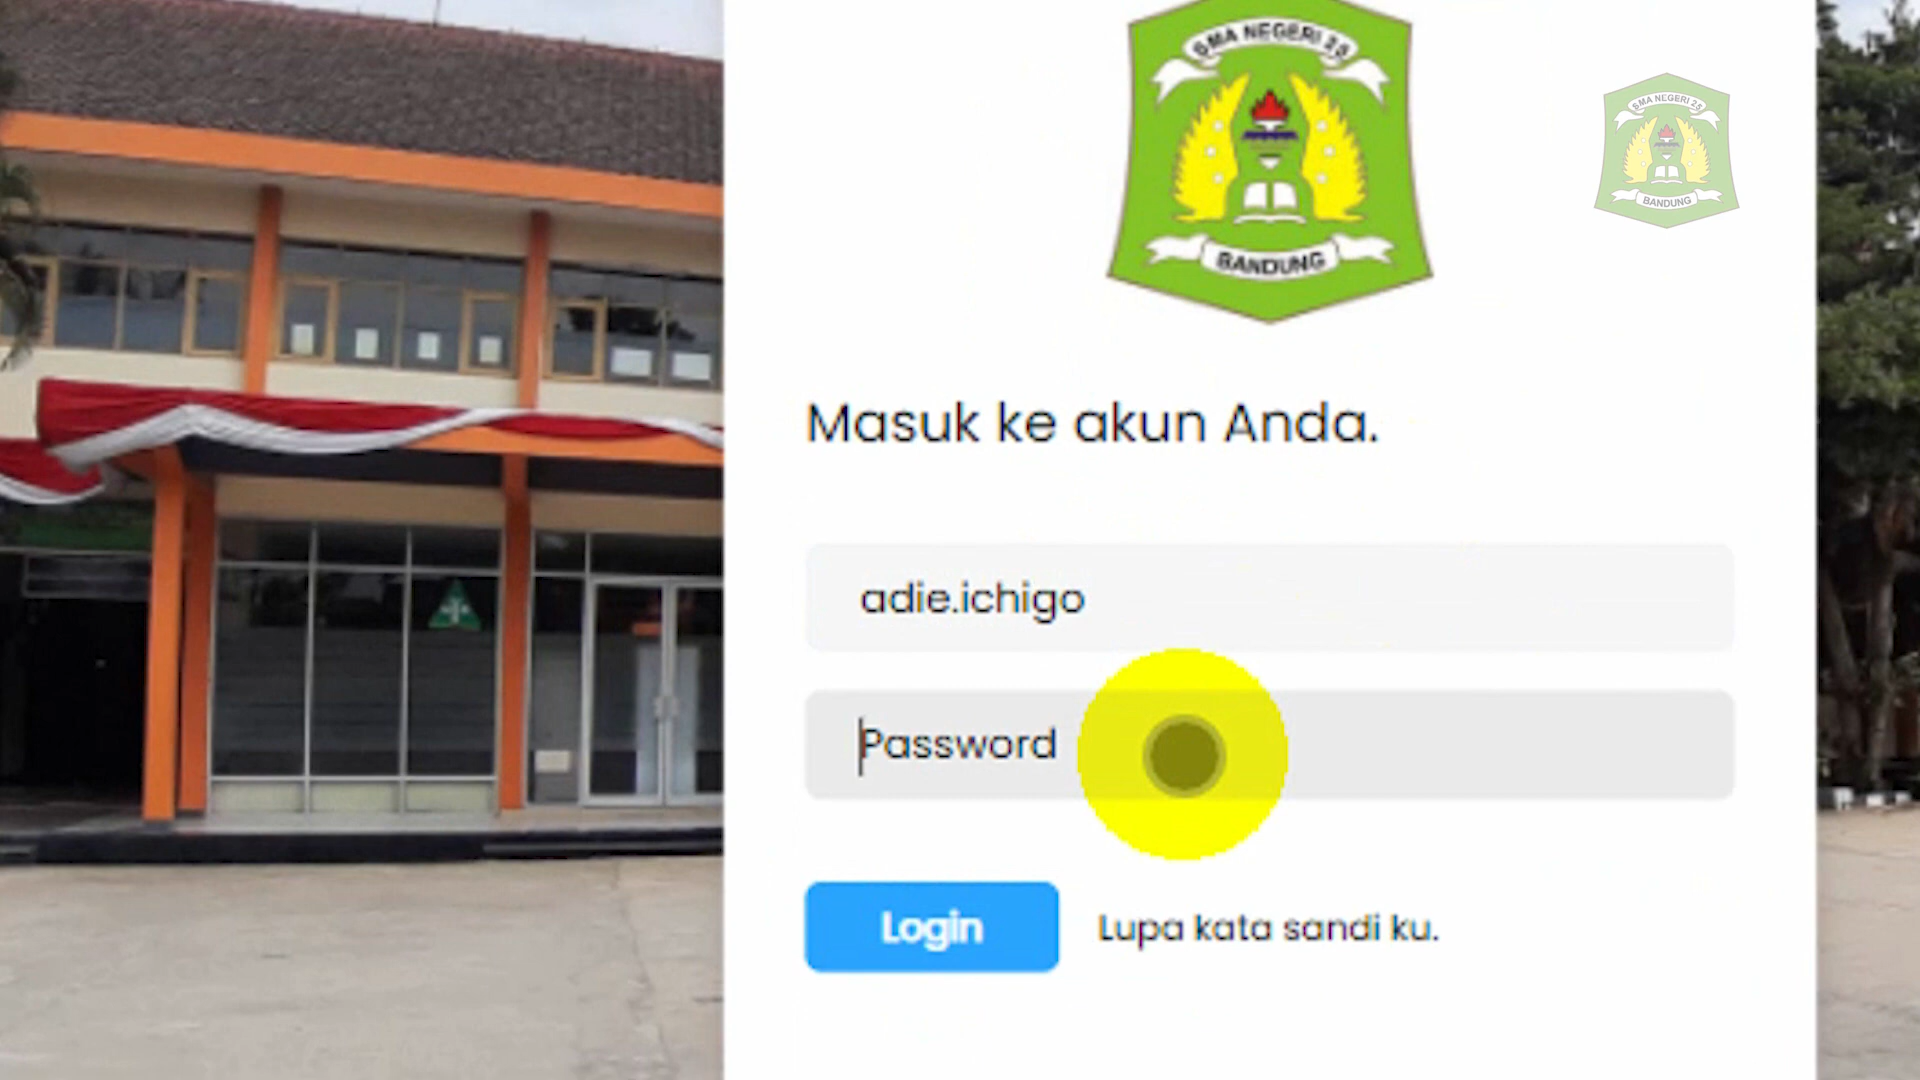 SMA NEGERI 25
BANDUNG
SMA NEGERI 25
BANDUNG
Masuk ke akun Anda.
adie.ichigo
Password
Login
Lupa kata sandi ku.